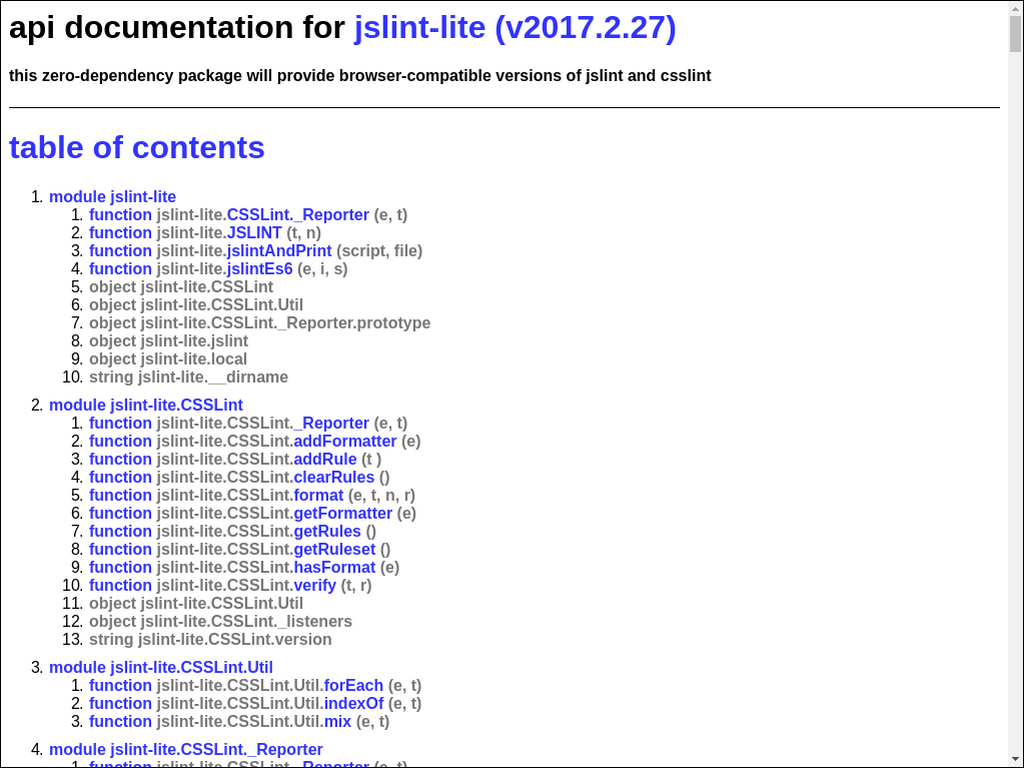 api documentation for jslint-lite (v2017.2.27)
this zero-dependency package will provide browser-compatible versions of jslint and csslint
table of contents
1. module jslint-lite
1. function jslint-lite.CSSLint._Reporter (e, t)
2. function jslint-lite.JSLINT (t, n)
3. function jslint-lite.jslintAndPrint (script, file)
4. function jslint-lite.jslintEs6 (e, i, s)
5. object jslint-lite.CSSLint
6. object jslint-lite.CSSLint.Util
7. object jslint-lite.CSSLint._Reporter.prototype
8. object jslint-lite.jslint
9. object jslint-lite.local
10. string jslint-lite.__dirname
2. module jslint-lite.CSSLint
1. function jslint-lite.CSSLint._Reporter (e, t)
2. function jslint-lite.CSSLint.addFormatter (e)
3. function jslint-lite.CSSLint.addRule (t )
4. function jslint-lite.CSSLint.clearRules ()
5. function jslint-lite.CSSLint.format (e, t, n, r)
6. function jslint-lite.CSSLint.getFormatter (e)
7. function jslint-lite.CSSLint.getRules ()
8. function jslint-lite.CSSLint.getRuleset ()
9. function jslint-lite.CSSLint.hasFormat (e)
10. function jslint-lite.CSSLint.verify (t, r)
11. object jslint-lite.CSSLint.Util
12. object jslint-lite.CSSLint._listeners
13. string jslint-lite.CSSLint.version
3. module jslint-lite.CSSLint.Util
1. function jslint-lite.CSSLint.Util.forEach (e, t)
2. function jslint-lite.CSSLint.Util.indexOf (e, t)
3. function jslint-lite.CSSLint.Util.mix (e, t)
4. module jslint-lite.CSSLint._Reporter
1. function jslint-lite.CSSLint._Reporter (e, t)